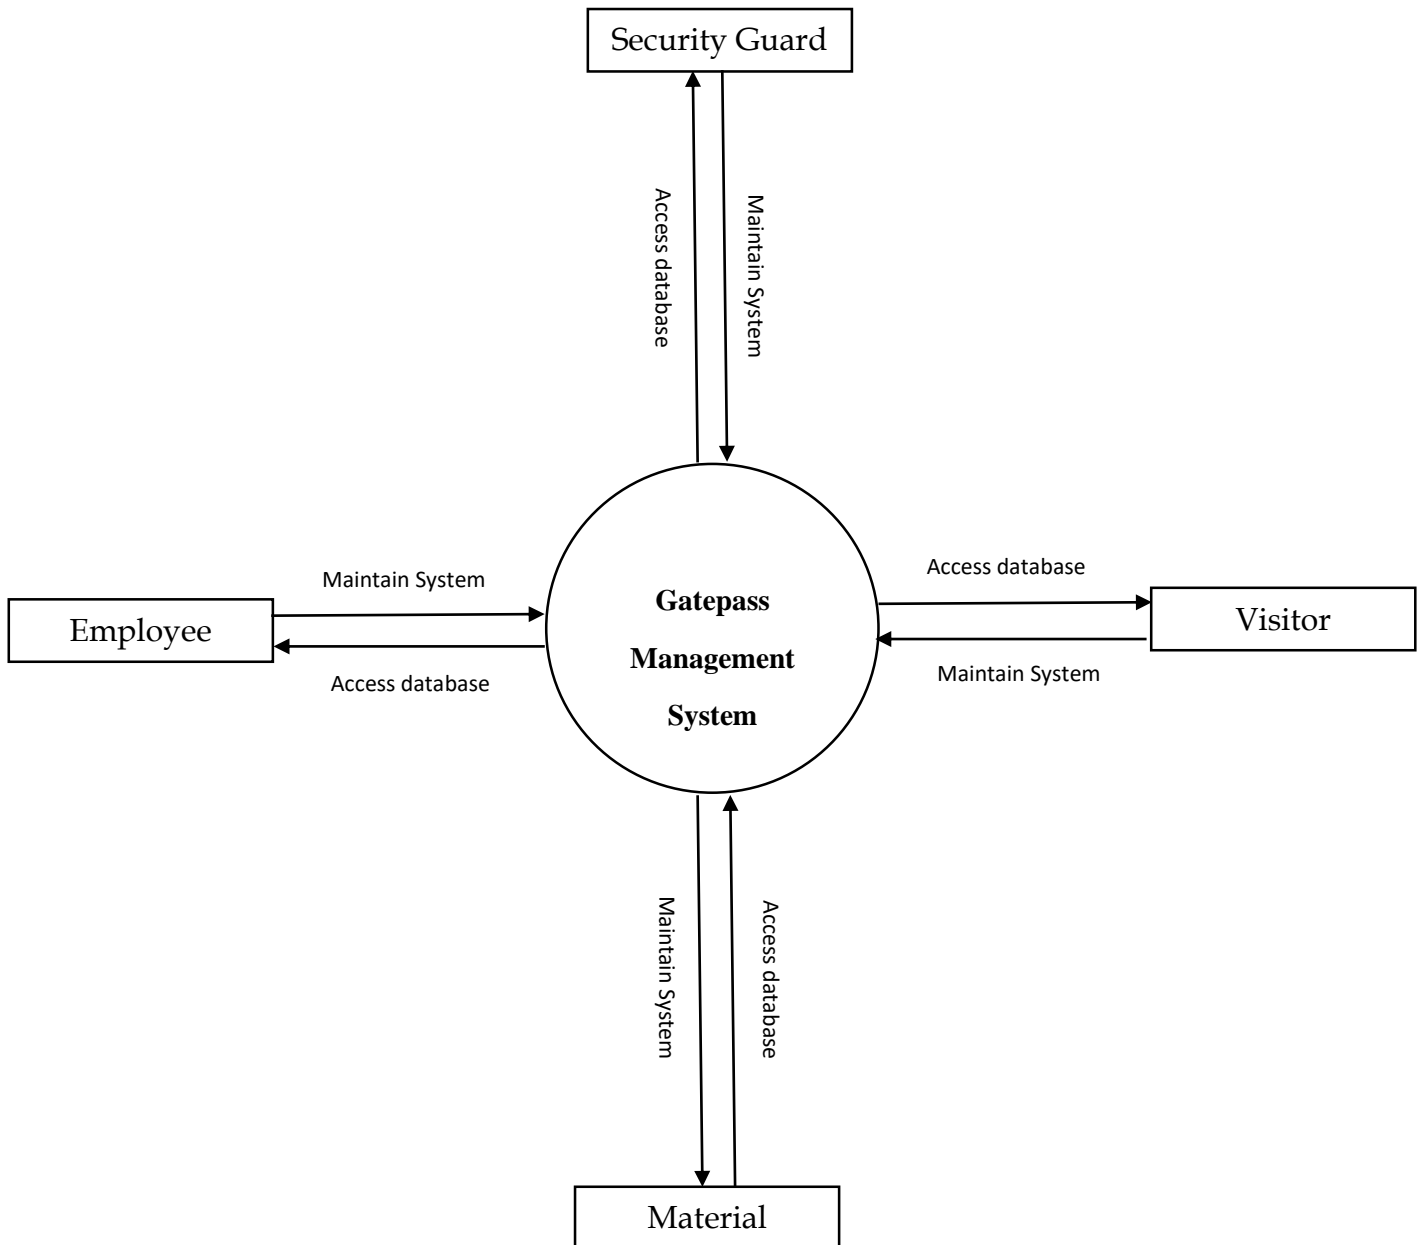 Security Guard
Access database
Maintain System
Maintain System
Employee
Access database
Gatepass
Management
System
Access database
Visitor
Maintain System
Maintain System
Access database
Material